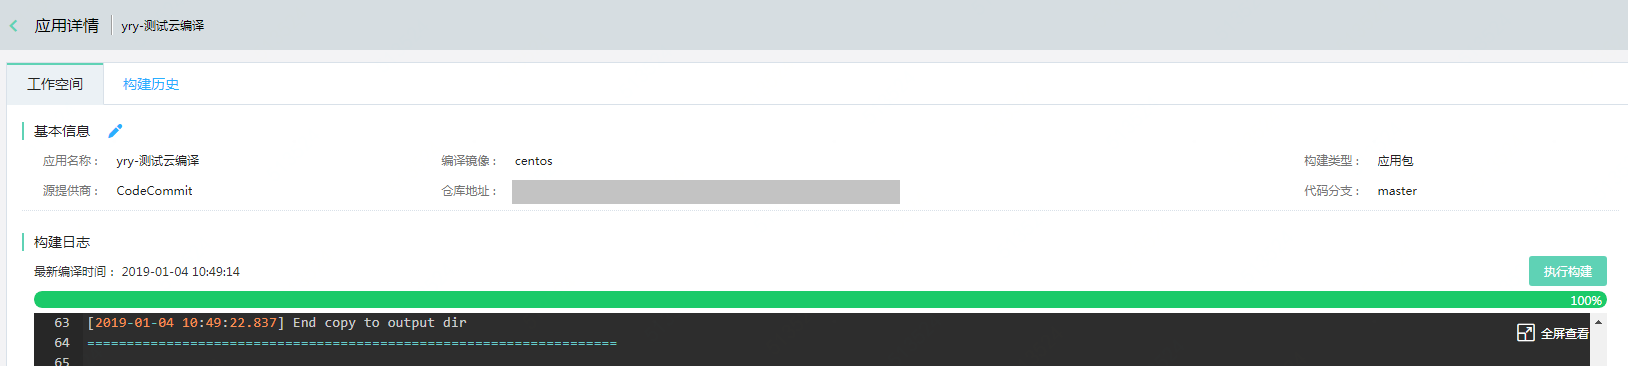 应用详情 yry-测试云编译
工作空间 构建历史
基本信息
应用名称： yry-测试云编译 编译镜像： centos 构建类型： 应用包
源提供商： CodeCommit 仓库地址： 代码分支： master
构建日志
最新编译时间： 2019-01-04 10:49:14 执行构建
100%
63 [2019-01-04 10:49:22.837] End copy to output dir
全屏查看
64 ===================================================================
65